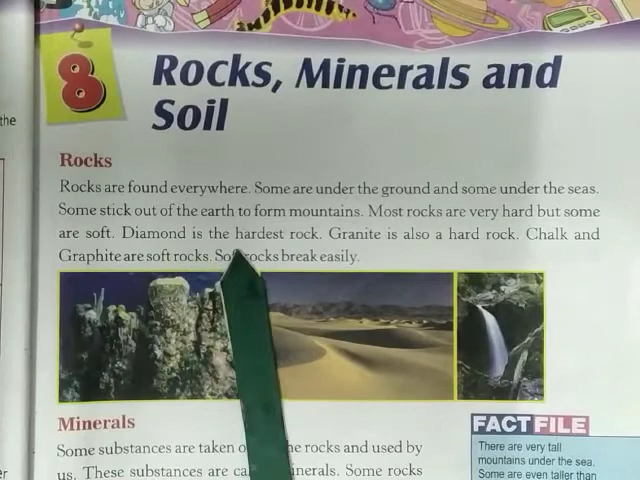 the
8
Rocks, Minerals and
Soil
Rocks
Rocks are found everywhere. Some are under the ground and some under the seas.
Some stick out of the earth to form mountains. Most rocks are very hard but some
are soft. Diamond is the hardest rock. Granite is also a hard rock. Chalk and
Graphite are soft rocks. Soft rocks break easily.
Minerals
Some substances are taken the rocks and used by
us. These substances are minerals. Some rocks
FACT FILE
There are very tall
mountains under the sea.
Some are even taller than